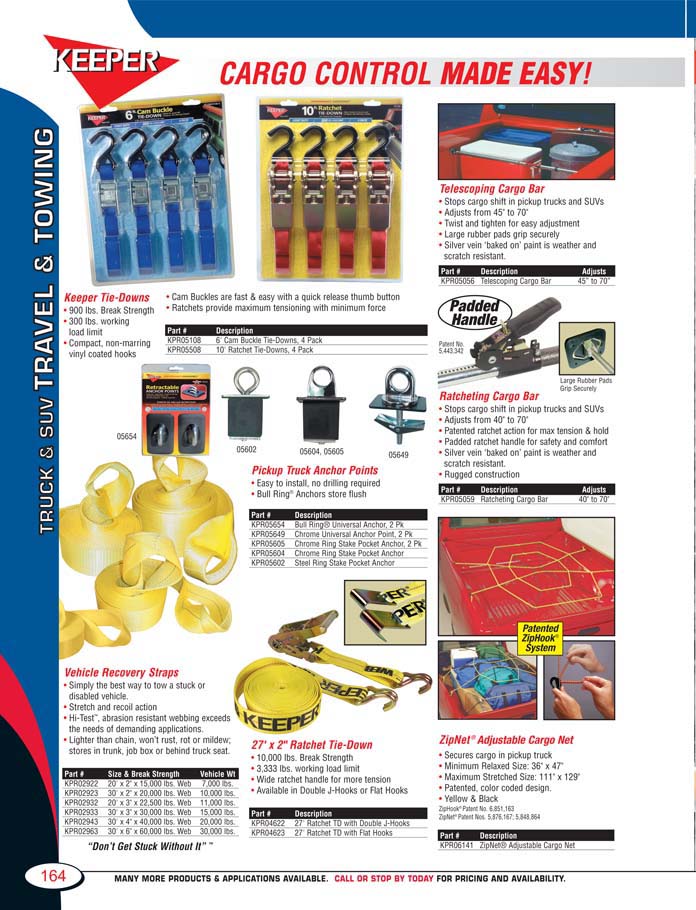 KEEPER
CARGO CONTROL MADE EASY!
TRUCK & SUV TRAVEL & TOWING
KEEPER
6ft. Cam Buckle
TIE-DOWN
KEEPER
10ft. Ratchet
TIE-DOWN
Keeper Tie-Downs
• 900 lbs. Break Strength
• 300 lbs. working
load limit
• Compact, non-marring
vinyl coated hooks
• Cam Buckles are fast & easy with a quick release thumb button
• Ratchets provide maximum tensioning with minimum force
Part # Description
KPR05108 6' Cam Buckle Tie-Downs, 4 Pack
KPR05508 10' Ratchet Tie-Downs, 4 Pack
Telescoping Cargo Bar
• Stops cargo shift in pickup trucks and SUVs
• Adjusts from 45" to 70"
• Twist and tighten for easy adjustment
• Large rubber pads grip securely
• Silver vein 'baked on' paint is weather and
scratch resistant.
Part # Description Adjusts
KPR05056 Telescoping Cargo Bar 45" to 70"
Padded
Handle
Patent No.
5,443,342
Large Rubber Pads
Grip Securely
Ratcheting Cargo Bar
• Stops cargo shift in pickup trucks and SUVs
• Adjusts from 40" to 70"
• Patented ratchet action for max tension & hold
• Padded ratchet handle for safety and comfort
• Silver vein 'baked on' paint is weather and
scratch resistant.
• Rugged construction
Part # Description Adjusts
KPR05059 Ratcheting Cargo Bar 40" to 70"
Retractable
ANCHOR POINTS
05654
05602
05604, 05605
05649
Pickup Truck Anchor Points
• Easy to install, no drilling required
• Bull Ring® Anchors store flush
Part # Description
KPR05654 Bull Ring® Universal Anchor, 2 Pk
KPR05649 Chrome Universal Anchor Point, 2 Pk
KPR05605 Chrome Ring Stake Pocket Anchor, 2 Pk
KPR05604 Chrome Ring Stake Pocket Anchor
KPR05602 Steel Ring Stake Pocket Anchor
Vehicle Recovery Straps
• Simply the best way to tow a stuck or
disabled vehicle.
• Stretch and recoil action
• Hi-Test™, abrasion resistant webbing exceeds
the needs of demanding applications.
• Lighter than chain, won't rust, rot or mildew;
stores in trunk, job box or behind truck seat.
Part # Size & Break Strength Vehicle Wt
KPR02922 20' x 2" x 15,000 lbs. Web 7,000 lbs.
KPR02923 30' x 2" x 20,000 lbs. Web 10,000 lbs.
KPR02932 20' x 3" x 22,500 lbs. Web 11,000 lbs.
KPR02933 30' x 3" x 30,000 lbs. Web 15,000 lbs.
KPR02943 30' x 4" x 40,000 lbs. Web 20,000 lbs.
KPR02963 30' x 6" x 60,000 lbs. Web 30,000 lbs.
"Don't Get Stuck Without It" ™
KEEPER
27' x 2" Ratchet Tie-Down
• 10,000 lbs. Break Strength
• 3,333 lbs. working load limit
• Wide ratchet handle for more tension
• Available in Double J-Hooks or Flat Hooks
Part # Description
KPR04622 27' Ratchet TD with Double J-Hooks
KPR04623 27' Ratchet TD with Flat Hooks
Patented
ZipHook®
System
ZipNet® Adjustable Cargo Net
• Secures cargo in pickup truck
• Minimum Relaxed Size: 36" x 47"
• Maximum Stretched Size: 111" x 129"
• Patented, color coded design.
• Yellow & Black
ZipHook® Patent No. 6,851,163
ZipNet® Patent Nos. 5,876,167; 5,848,864
Part # Description
KPR06141 ZipNet® Adjustable Cargo Net
164
MANY MORE PRODUCTS & APPLICATIONS AVAILABLE. CALL OR STOP BY TODAY FOR PRICING AND AVAILABILITY.